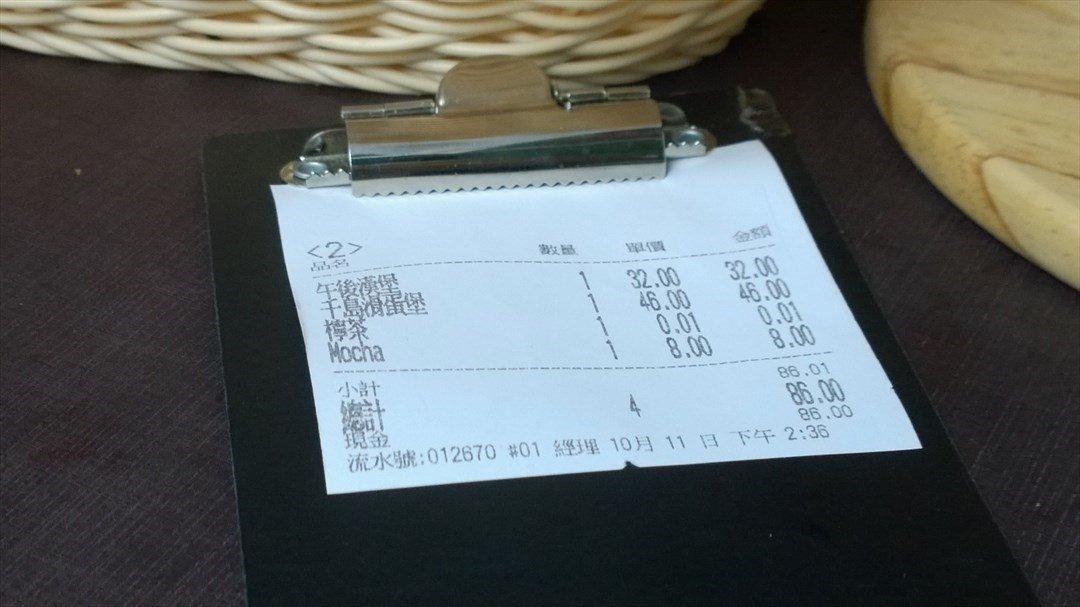 <2>
品名 數量 單價 金額
午後漢堡 1 32.00 32.00
千島滑蛋堡 1 46.00 46.00
檸茶 1 0.01 0.01
Mocha 1 8.00 8.00
小計 86.01
總計 4 86.00
現金 86.00
流水號:012670 #01 經理 10月 11 日 下午 2:36